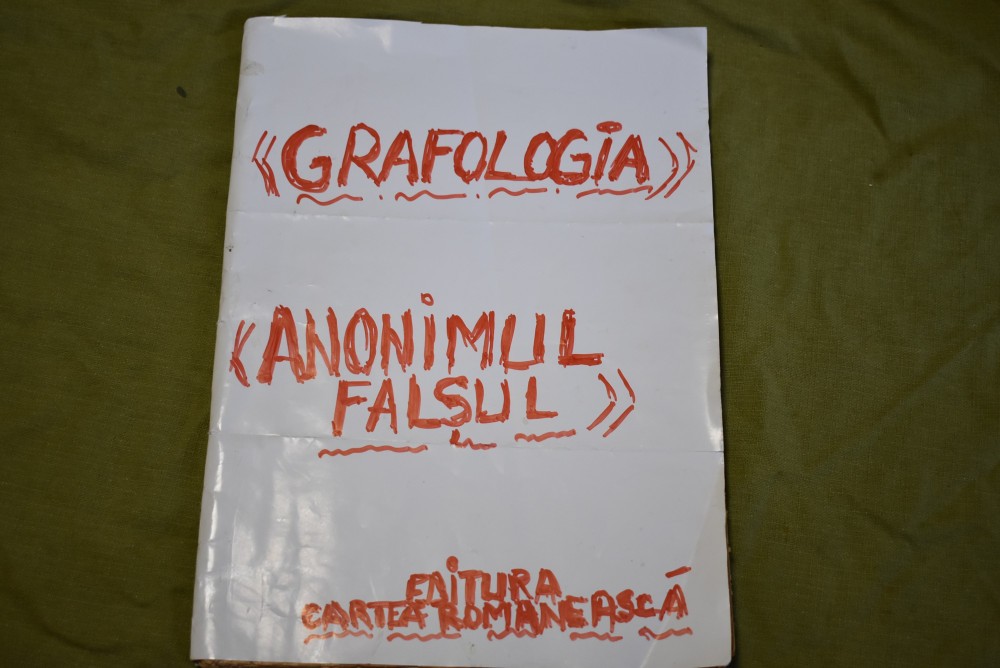 «GRAFOLOGIA»
«ANONIMUL
FALSUL»
EDITURA
CARTEA ROMANEASCĂ